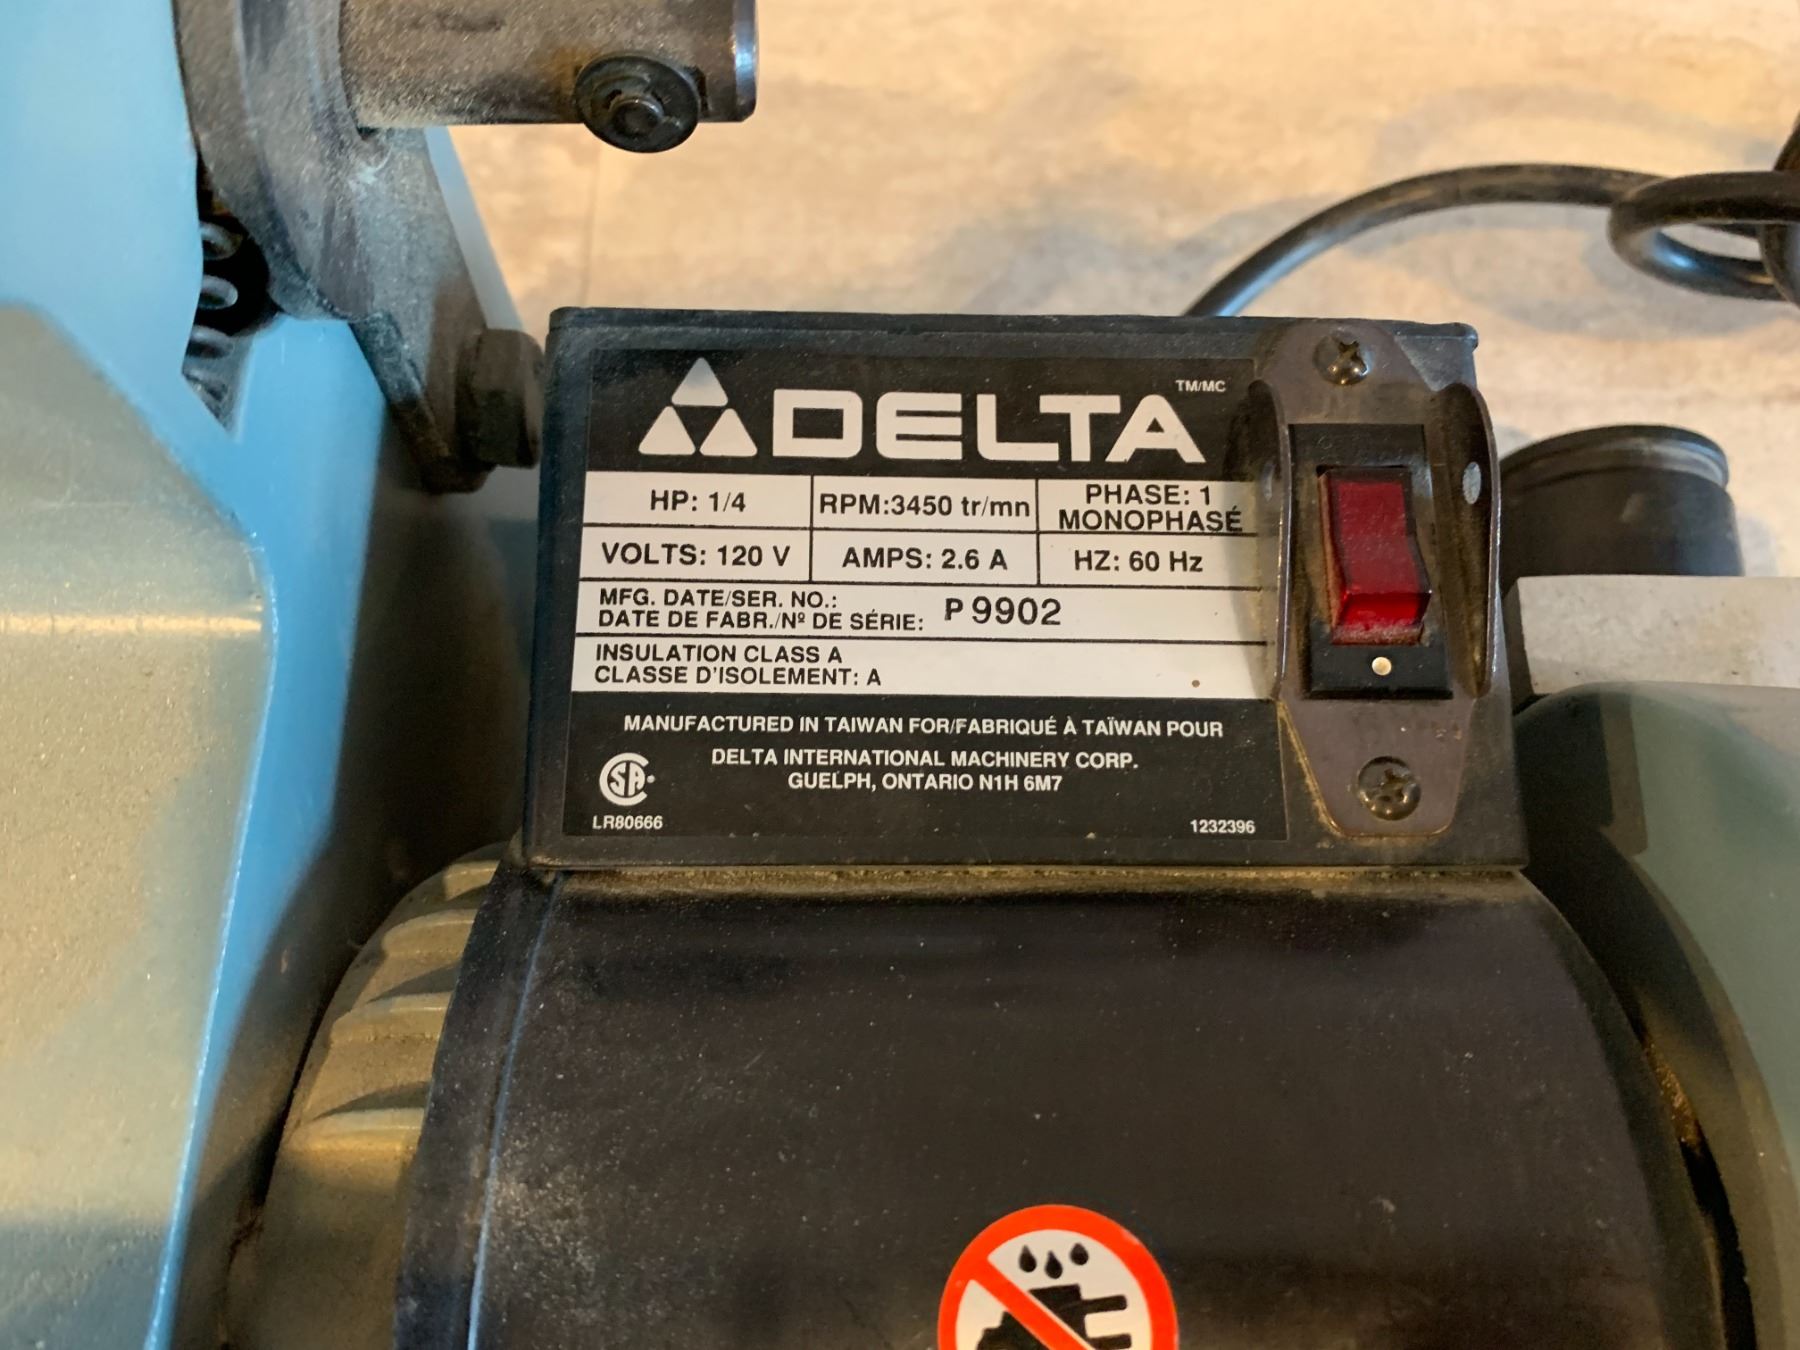 DELTA TM/MC
HP: 1/4 RPM:3450 tr/mn PHASE: 1
MONOPHASÉ
VOLTS: 120 V AMPS: 2.6 A HZ: 60 Hz
MFG. DATE/SER. NO.:
DATE DE FABR./Nº DE SÉRIE: P 9902
INSULATION CLASS A
CLASSE D'ISOLEMENT: A
MANUFACTURED IN TAIWAN FOR/FABRIQUÉ À TAÏWAN POUR
DELTA INTERNATIONAL MACHINERY CORP.
GUELPH, ONTARIO N1H 6M7
SA
LR80666 1232396